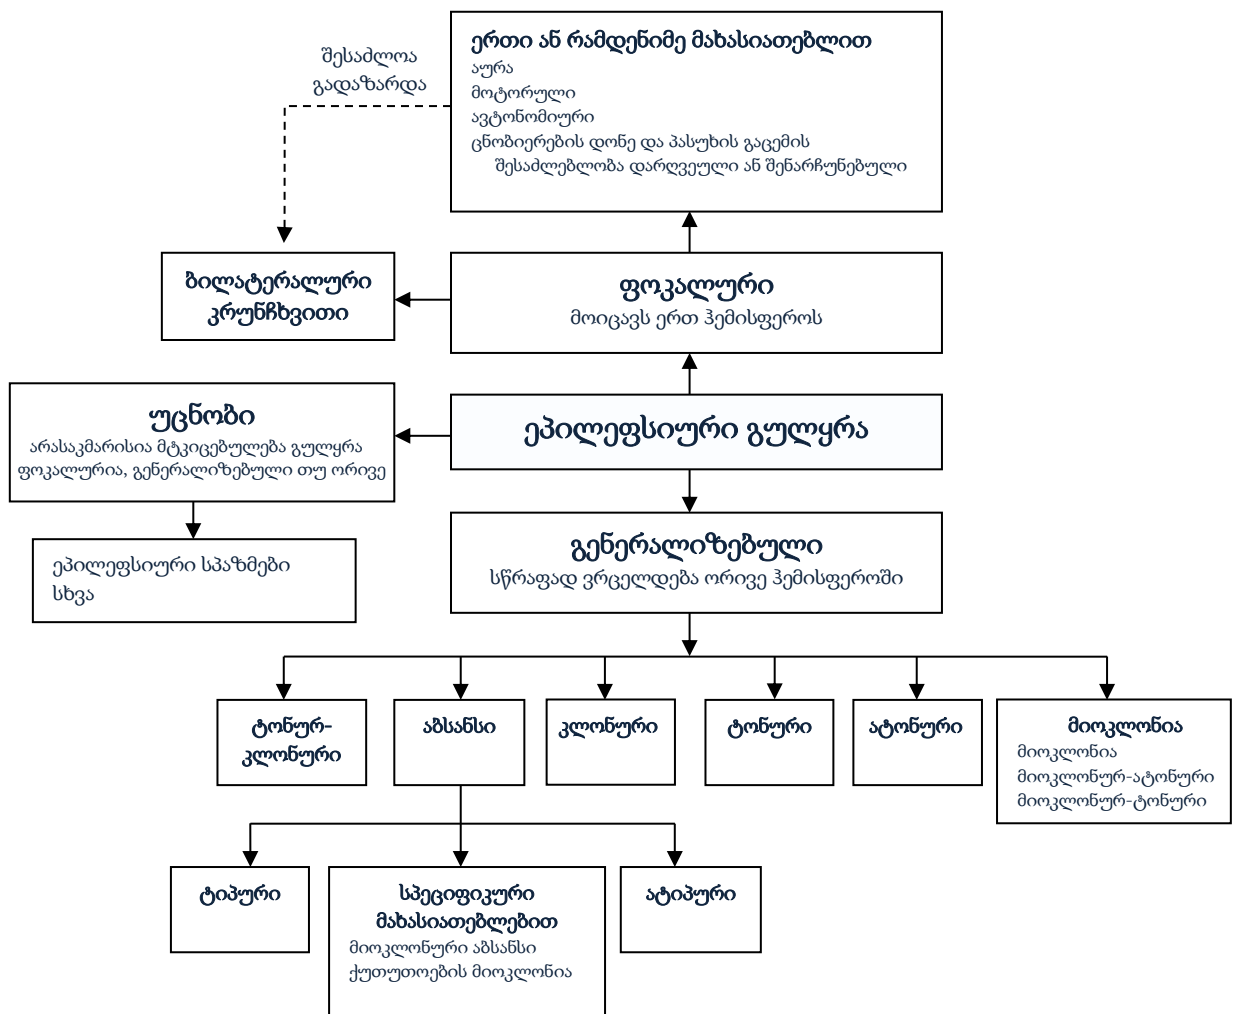 ერთი ან რამდენიმე მახასიათებლით
აურა
მოტორული
ავტონომიური
ცნობიერების დონე და პასუხის გაცემის
შესაძლებლობა დარღვეული ან შენარჩუნებული
შესაძლოა
გადაზარდა
ბილატერალური
კრუნჩხვითი
ფოკალური
მოიცავს ერთ ჰემისფეროს
უცნობი
არასაკმარისია მტკიცებულება გულყრა
ფოკალურია, გენერალიზებული თუ ორივე
ეპილეფსიური გულყრა
ეპილეფსიური სპაზმები
სხვა
გენერალიზებული
სწრაფად ვრცელდება ორივე ჰემისფეროში
ტონურ-
კლონური
აბსანსი
კლონური
ტონური
ატონური
მიოკლონია
მიოკლონია
მიოკლონურ-ატონური
მიოკლონურ-ტონური
ტიპური
სპეციფიკური
მახასიათებლებით
მიოკლონური აბსანსი
ქუთუთოების მიოკლონია
ატიპური